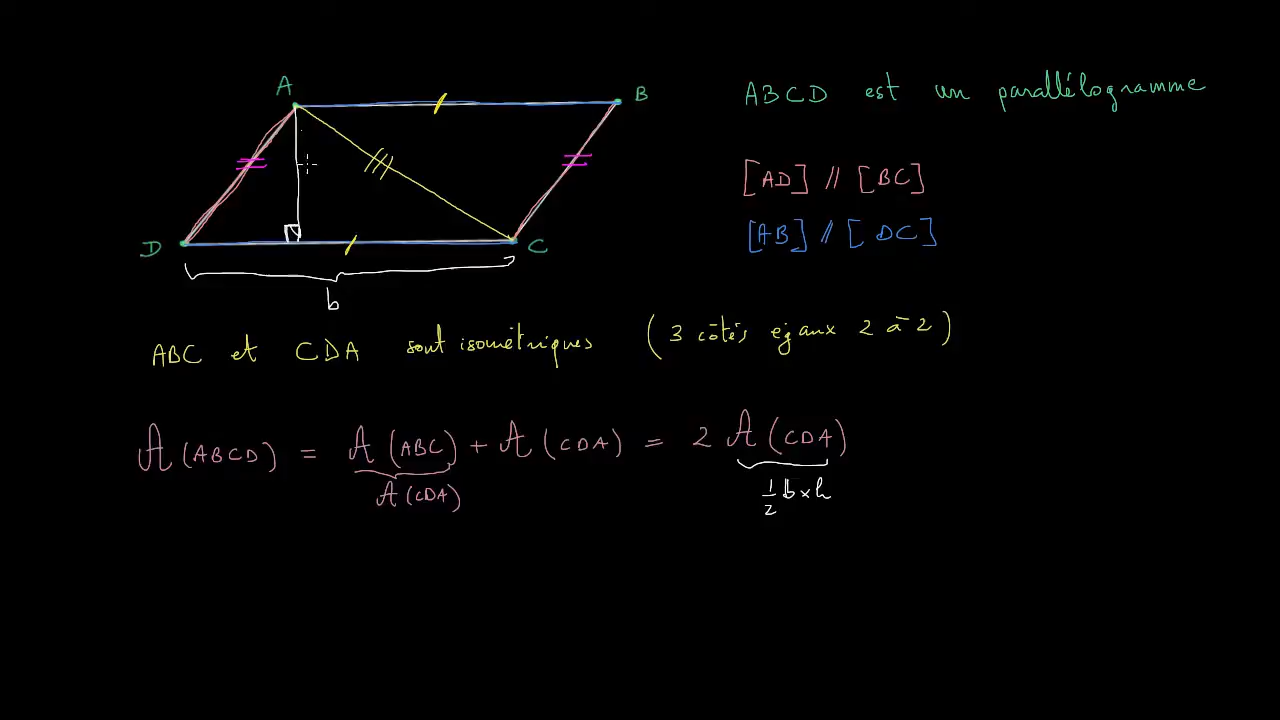 A
B
D
C
b
ABCD est un parallélogramme
[AD] // [BC]
[AB] // [DC]
ABC et CDA sont isométriques (3 côtés égaux 2 à 2)
A (ABCD) = A (ABC) + A (CDA) = 2 A (CDA)
A (CDA)
1/2 b × h